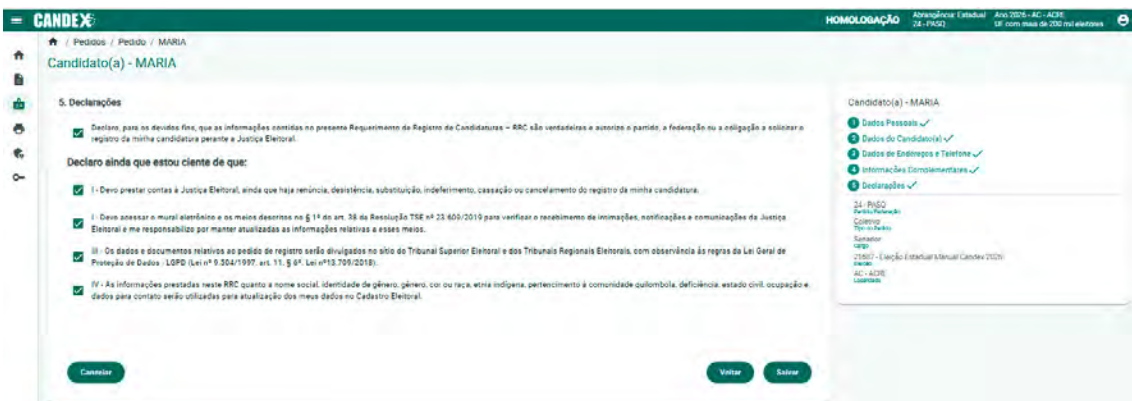 CANDEX
HOMOLOGAÇÃO
Abrangência: Estadual
24 - PASQ
Ano 2026 - AC - ACRE
UF com mais de 200 mil eleitores
/ Pedidos / Pedido / MARIA
Candidato(a) - MARIA
5. Declarações
Declaro, para os devidos fins, que as informações contidas no presente Requerimento de Registro de Candidaturas – RRC são verdadeiras e autorizo o partido, a federação ou a coligação a solicitar o
registro da minha candidatura perante a Justiça Eleitoral.
Declaro ainda que estou ciente de que:
I - Devo prestar contas à Justiça Eleitoral, ainda que haja renúncia, desistência, substituição, indeferimento, cassação ou cancelamento do registro da minha candidatura.
I - Devo acessar o mural eletrônico e os meios descritos no § 1º do art. 38 da Resolução TSE nº 23.609/2019 para verificar o recebimento de intimações, notificações e comunicações da Justiça
Eleitoral e me responsabilizo por manter atualizadas as informações relativas a esses meios.
III - Os dados e documentos relativos ao pedido de registro serão divulgados no sítio do Tribunal Superior Eleitoral e dos Tribunais Regionais Eleitorais, com observância às regras da Lei Geral de
Proteção de Dados - LGPD (Lei nº 9.504/1997, art. 11, § 6º, Lei nº13.709/2018).
IV - As informações prestadas neste RRC quanto a nome social, identidade de gênero, gênero, cor ou raça, etnia indígena, pertencimento à comunidade quilombola, deficiência, estado civil, ocupação e
dados para contato serão utilizadas para atualização dos meus dados no Cadastro Eleitoral.
Cancelar
Voltar
Salvar
Candidato(a) - MARIA
1 Dados Pessoais
2 Dados do Candidato(a)
3 Dados de Endereços e Telefone
4 Informações Complementares
5 Declarações
24 - PASQ
Partido/Federação
Coletivo
Tipo do Pedido
Senador
Cargo
Eleição Estadual Manual Candex 2026
Eleição
AC - ACRE
Localidade